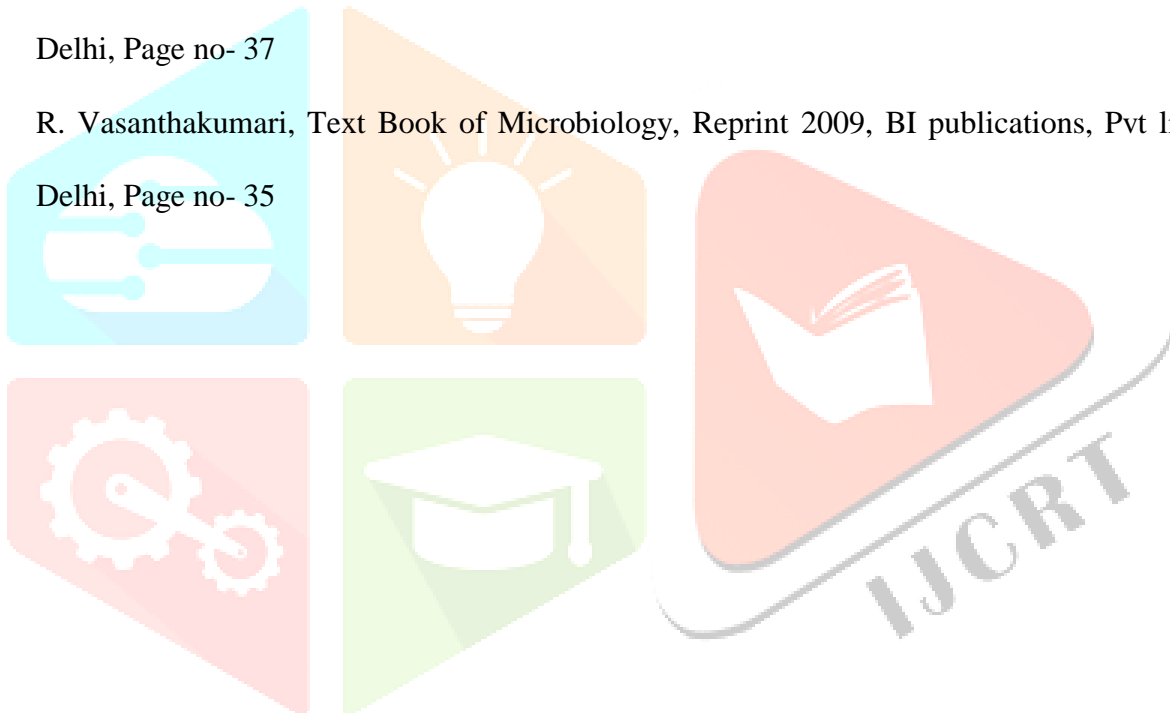 Delhi, Page no- 37
R. Vasanthakumari, Text Book of Microbiology, Reprint 2009, BI publications, Pvt
Delhi, Page no- 35
IJCRT